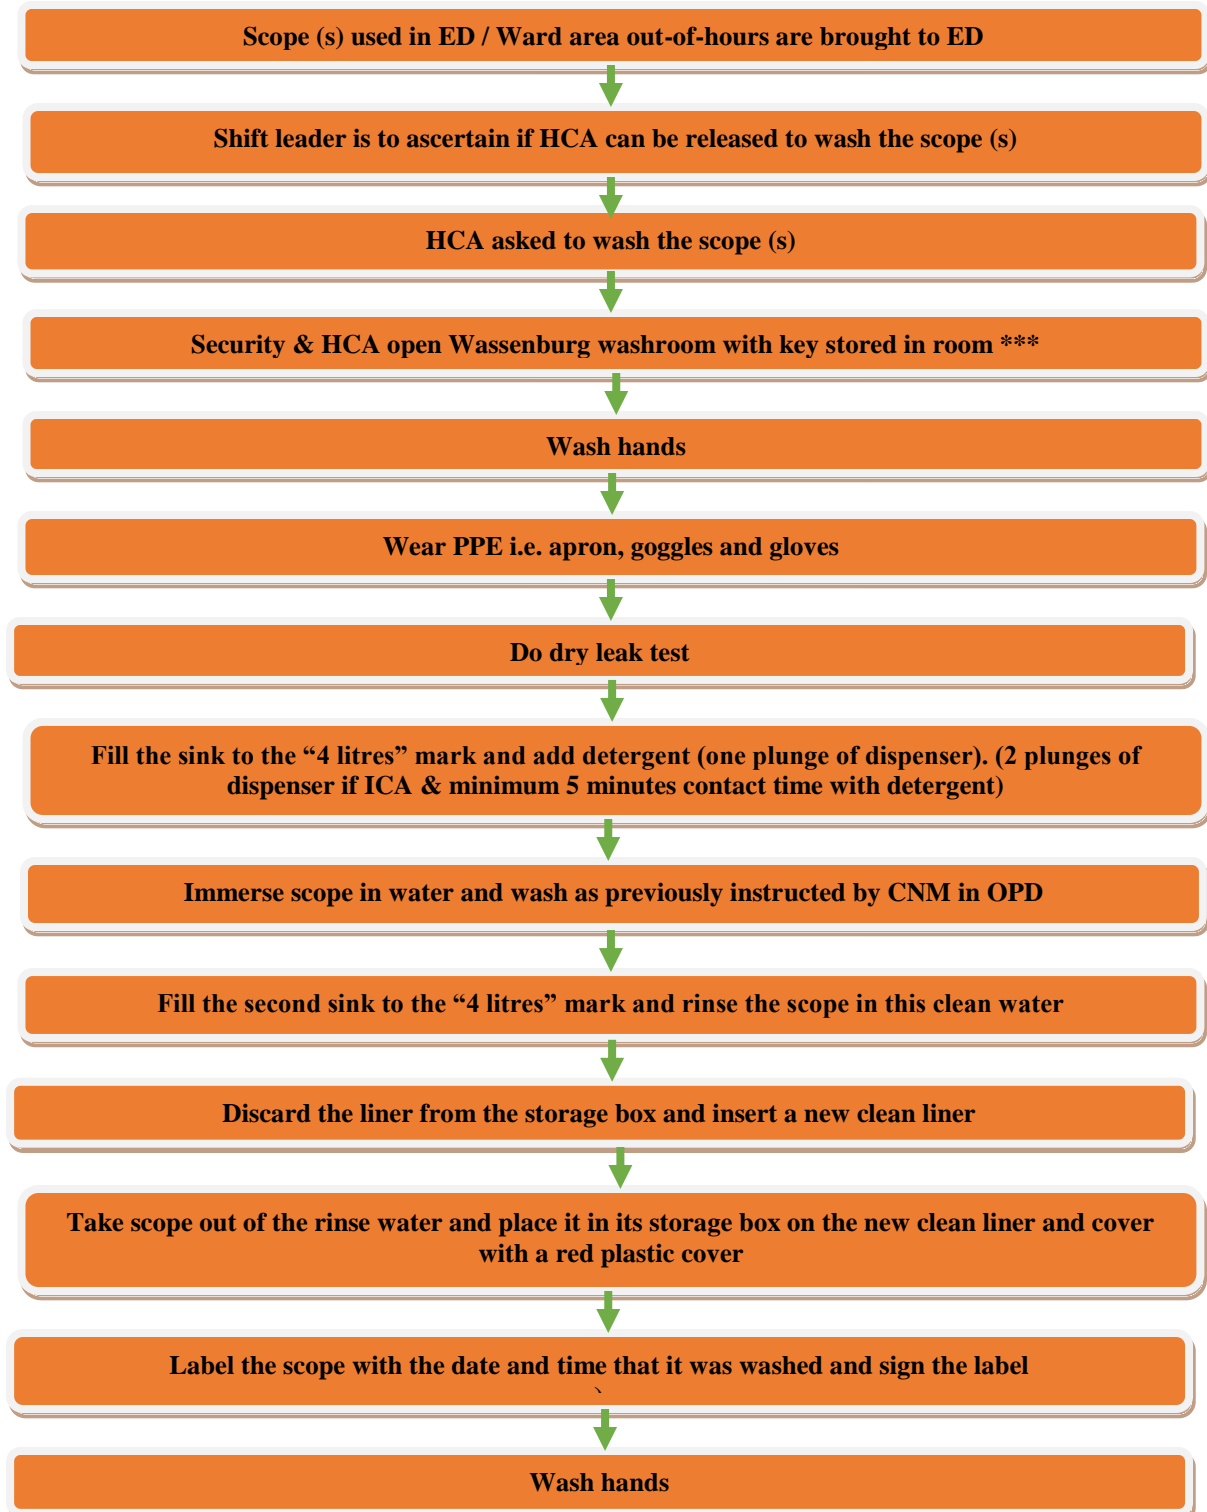 Scope (s) used in ED / Ward area out-of-hours are brought to ED
Shift leader is to ascertain if HCA can be released to wash the scope (s)
HCA asked to wash the scope (s)
Security & HCA open Wassenburg washroom with key stored in room ***
Wash hands
Wear PPE i.e. apron, goggles and gloves
Do dry leak test
Fill the sink to the “4 litres” mark and add detergent (one plunge of dispenser). (2 plunges of
dispenser if ICA & minimum 5 minutes contact time with detergent)
Immerse scope in water and wash as previously instructed by CNM in OPD
Fill the second sink to the “4 litres” mark and rinse the scope in this clean water
Discard the liner from the storage box and insert a new clean liner
Take scope out of the rinse water and place it in its storage box on the new clean liner and cover
with a red plastic cover
Label the scope with the date and time that it was washed and sign the label
Wash hands